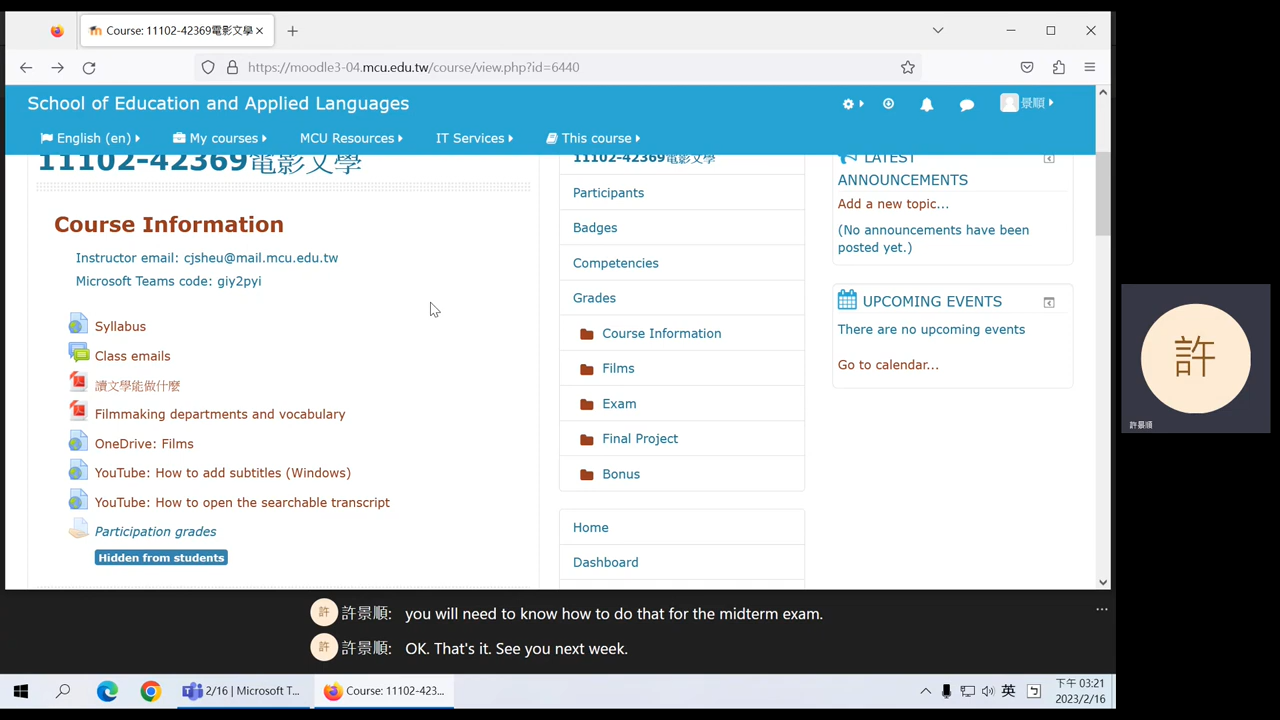 Course: 11102-42369電影文學
https://moodle3-04.mcu.edu.tw/course/view.php?id=6440
School of Education and Applied Languages
景順
English (en)
My courses
MCU Resources
IT Services
This course
11102-42369電影文學
Course Information
Instructor email: cjsheu@mail.mcu.edu.tw
Microsoft Teams code: giy2pyi
Syllabus
Class emails
讀文學能做什麼
Filmmaking departments and vocabulary
OneDrive: Films
YouTube: How to add subtitles (Windows)
YouTube: How to open the searchable transcript
Participation grades
Hidden from students
11102-42369電影文學
Participants
Badges
Competencies
Grades
Course Information
Films
Exam
Final Project
Bonus
Home
Dashboard
LATEST
ANNOUNCEMENTS
Add a new topic...
(No announcements have been
posted yet.)
UPCOMING EVENTS
There are no upcoming events
Go to calendar...
許
許景順
許 許景順: you will need to know how to do that for the midterm exam.
許 許景順: OK. That's it. See you next week.
2/16 | Microsoft T...
Course: 11102-423...
英
下午 03:21
2023/2/16